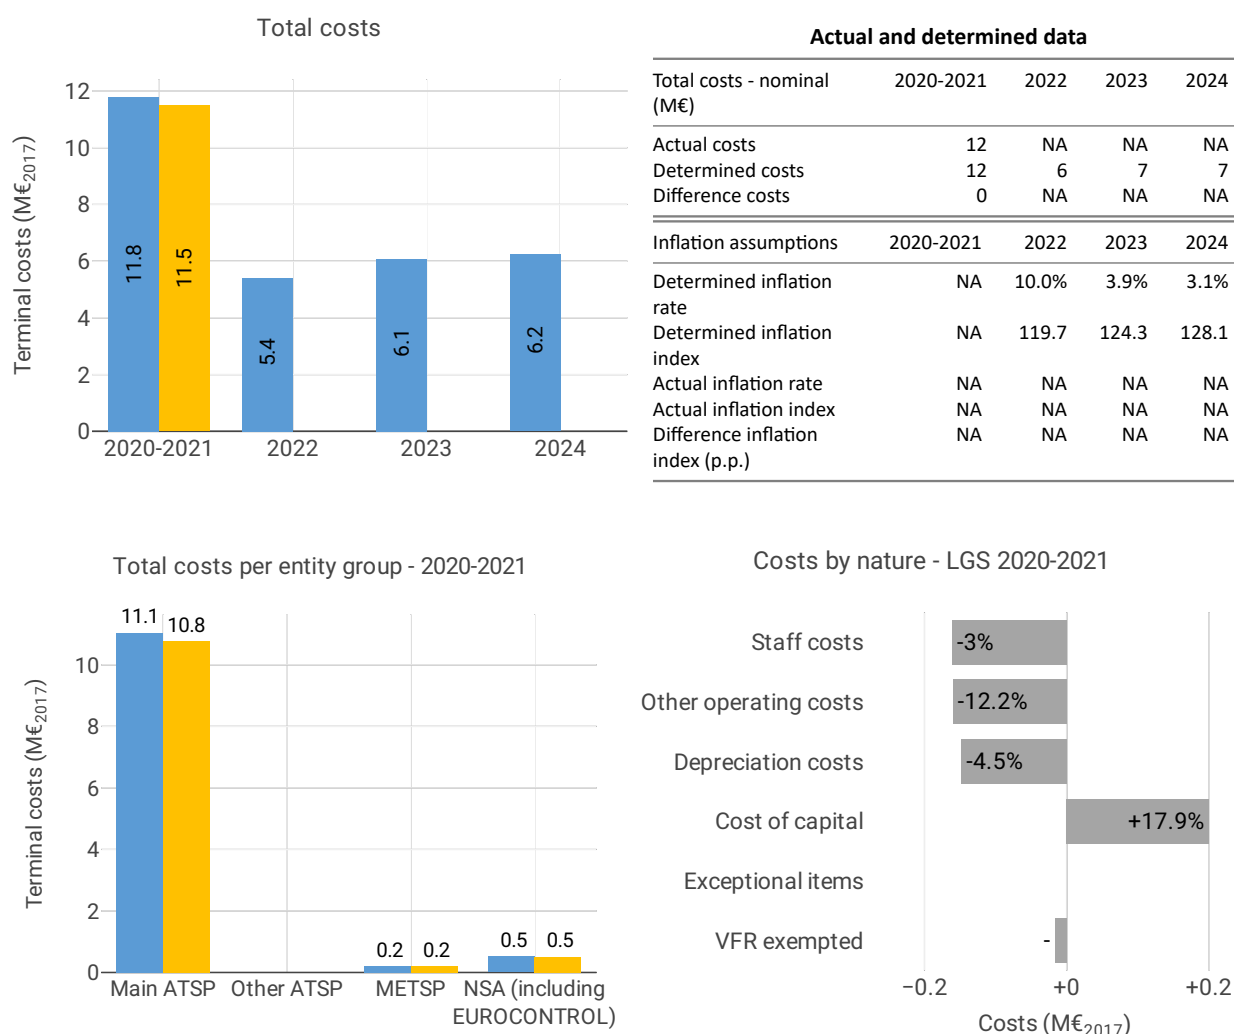 Total costs
Terminal costs (M€2017)
12
10
8
6
4
2
0
11.8
11.5
5.4
6.1
6.2
2020-2021 2022 2023 2024
Actual and determined data
Total costs - nominal 2020-2021 2022 2023 2024
(M€)
Actual costs 12 NA NA NA
Determined costs 12 6 7 7
Difference costs 0 NA NA NA
Inflation assumptions 2020-2021 2022 2023 2024
Determined inflation NA 10.0% 3.9% 3.1%
rate
Determined inflation NA 119.7 124.3 128.1
index
Actual inflation rate NA NA NA NA
Actual inflation index NA NA NA NA
Difference inflation NA NA NA NA
index (p.p.)
Total costs per entity group - 2020-2021
Terminal costs (M€2017)
10
8
6
4
2
0
11.1 10.8
0.2 0.2
0.5 0.5
Main ATSP Other ATSP METSP NSA (including
EUROCONTROL)
Costs by nature - LGS 2020-2021
Staff costs -3%
Other operating costs -12.2%
Depreciation costs -4.5%
Cost of capital +17.9%
Exceptional items
VFR exempted -
−0.2 +0 +0.2
Costs (M€2017)